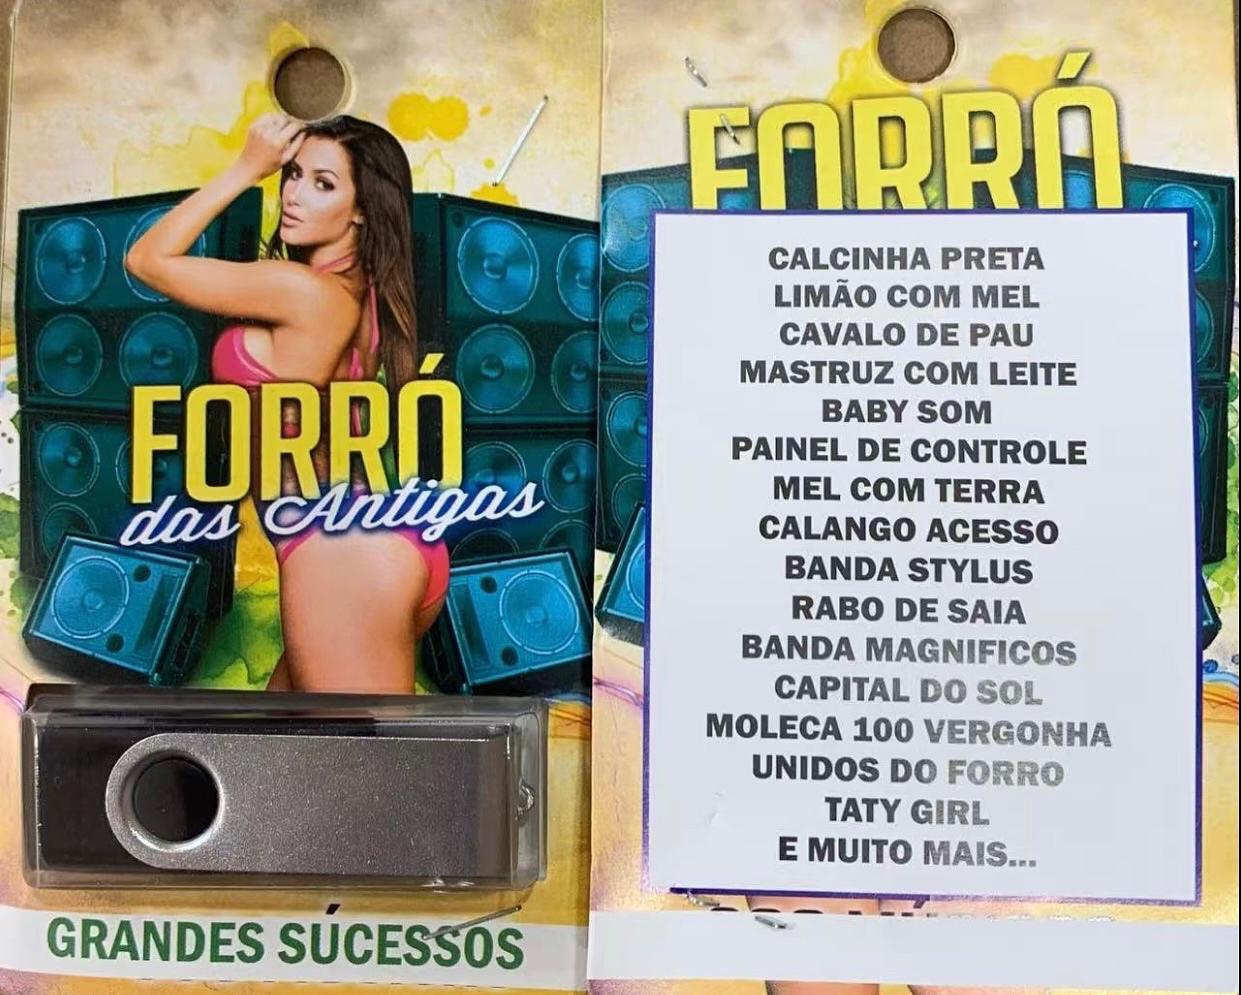 FORRÓ
das Antigas
GRANDES SÚCESSOS
FORRÓ
CALCINHA PRETA
LIMÃO COM MEL
CAVALO DE PAU
MASTRUZ COM LEITE
BABY SOM
PAINEL DE CONTROLE
MEL COM TERRA
CALANGO ACESSO
BANDA STYLUS
RABO DE SAIA
BANDA MAGNIFICOS
CAPITAL DO SOL
MOLECA 100 VERGONHA
UNIDOS DO FORRO
TATY GIRL
E MUITO MAIS...